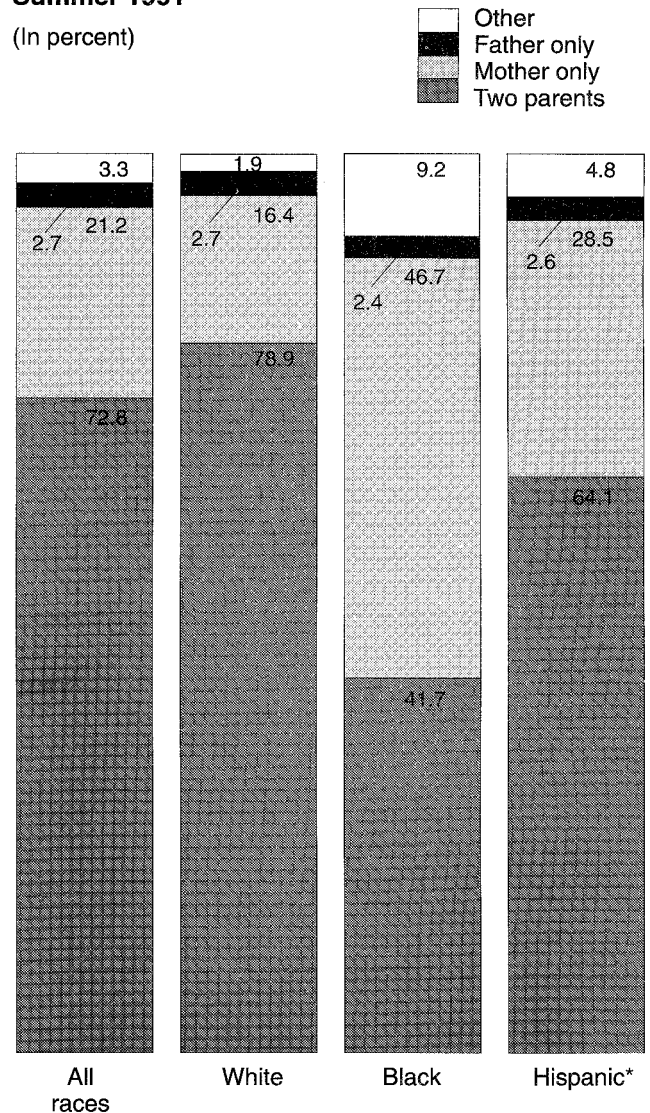 Summer 1991
(In percent)
Other
Father only
Mother only
Two parents
3.3
2.7
21.2
72.8
1.9
2.7
16.4
78.9
9.2
2.4
46.7
41.7
4.8
2.6
28.5
64.1
All
races
White
Black
Hispanic*